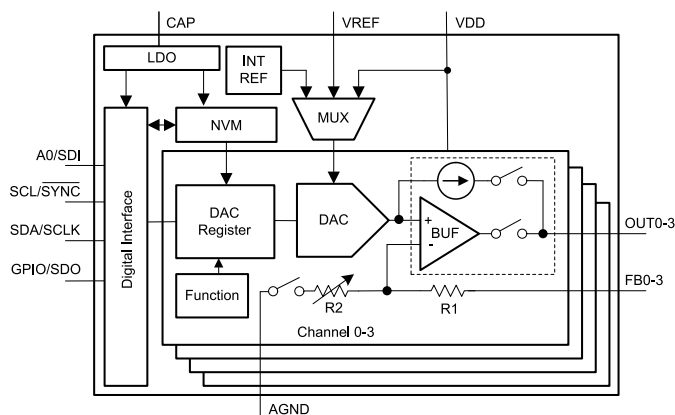 CAP
VREF
VDD
LDO
INT
REF
MUX
NVM
A0/SDI
SCL/SYNC
SDA/SCLK
GPIO/SDO
Digital Interface
DAC
Register
DAC
+
BUF
-
OUT0-3
Function
R2
R1
FB0-3
Channel 0-3
AGND